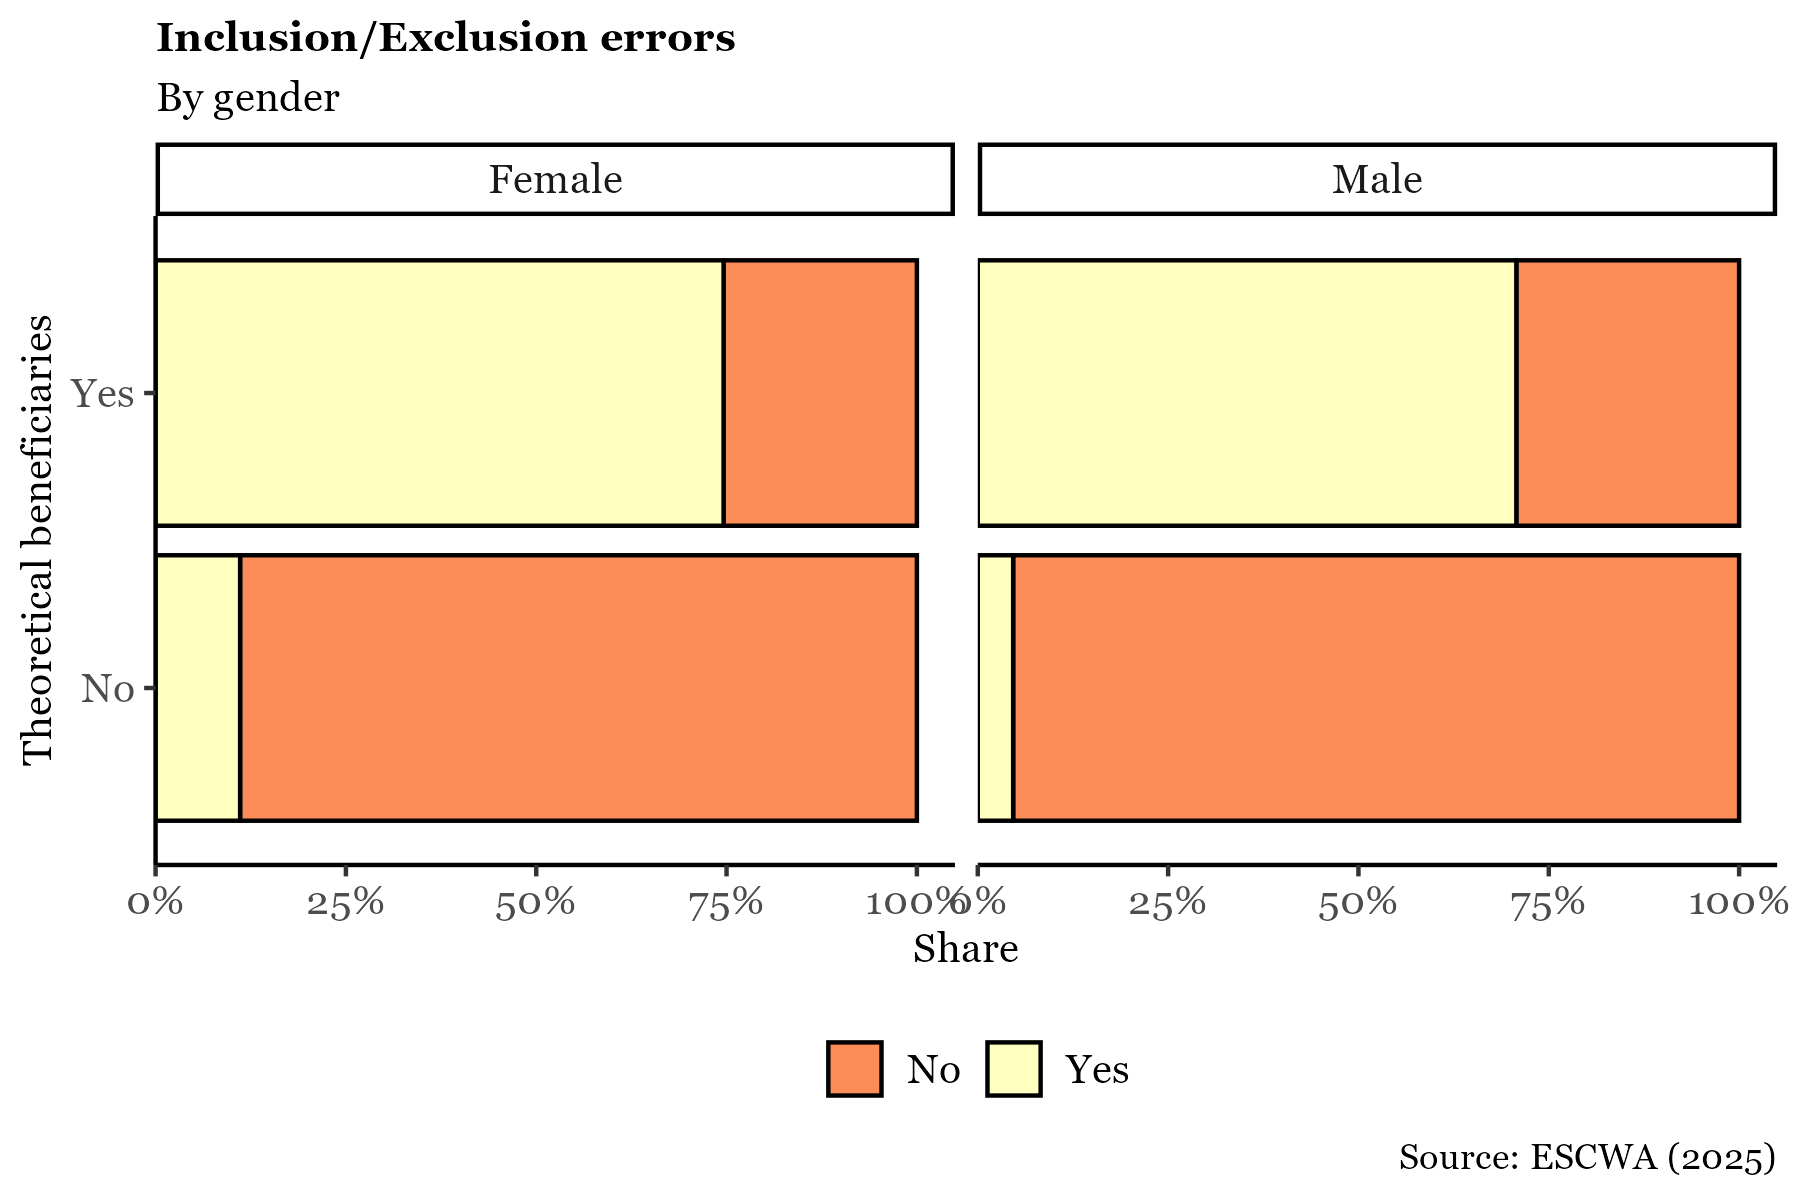 Inclusion/Exclusion errors
By gender
Female
Male
Theoretical beneficiaries
Yes
No
0% 25% 50% 75% 100% 0% 25% 50% 75% 100%
Share
No Yes
Source: ESCWA (2025)